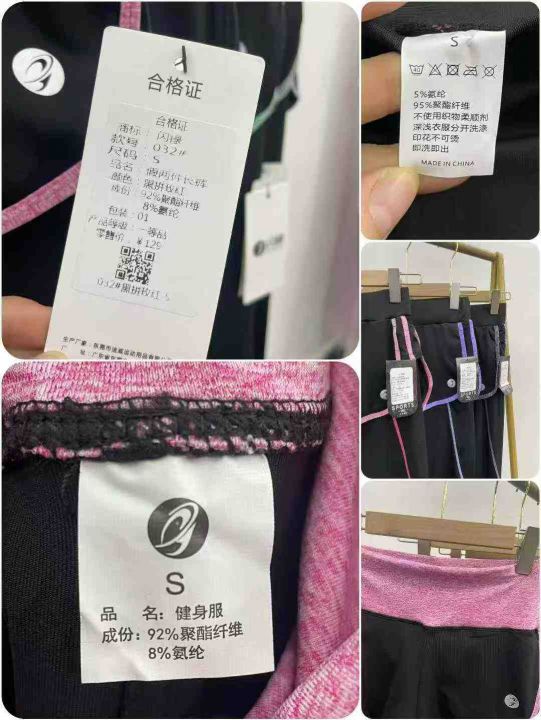 合格证
合格证
商标：闪绿
款号：032#
尺码：S
品名：假两件长裤
颜色：黑拼玫红
成份：92%聚酯纤维
8%氨纶
包装：01
产品等级：一等品
零售价：￥129
032#黑拼玫红-S
S
5%氨纶
95%聚酯纤维
不使用织物柔顺剂
深浅衣服分开洗涤
印花不可烫
即洗即出
MADE IN CHINA
SPORTS
S
品 名：健身服
成份：92%聚酯纤维
8%氨纶